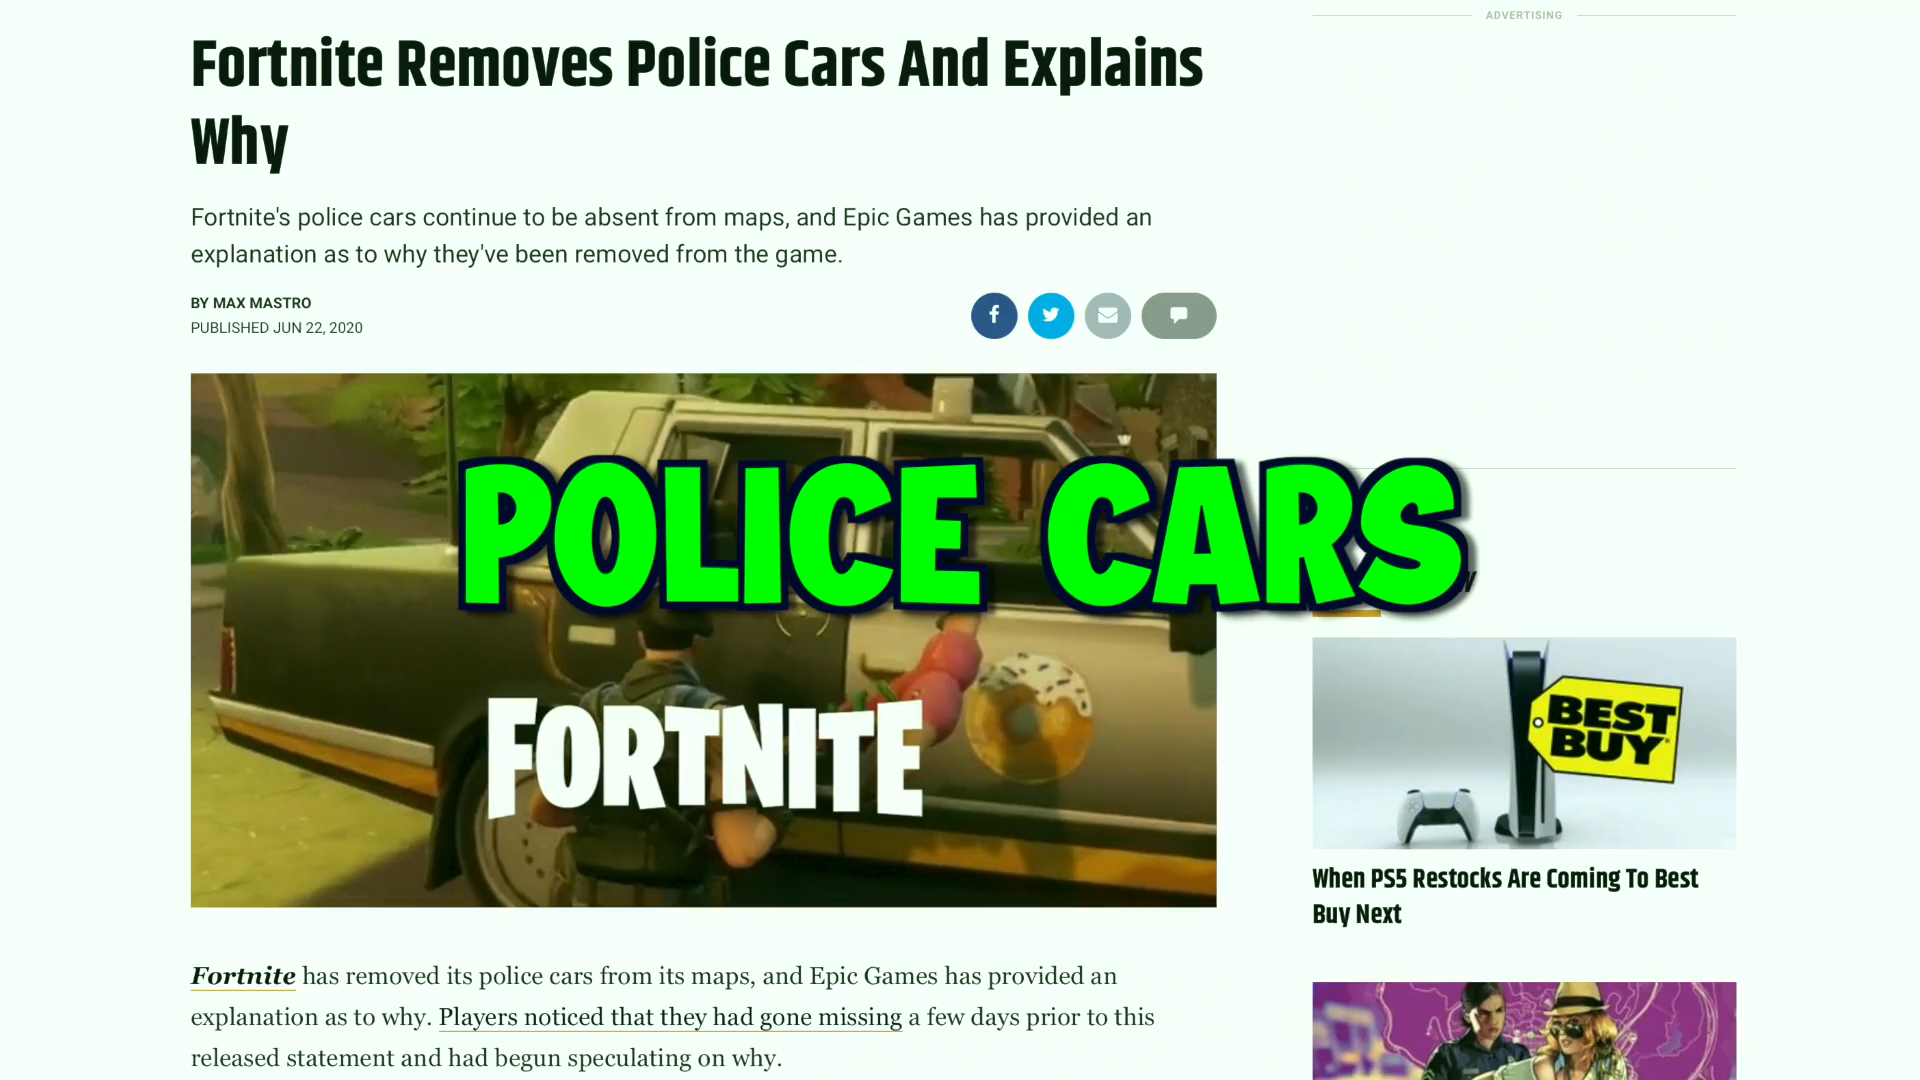 ADVERTISING
Fortnite Removes Police Cars And Explains
Why
Fortnite's police cars continue to be absent from maps, and Epic Games has provided an
explanation as to why they've been removed from the game.
BY MAX MASTRO
PUBLISHED JUN 22, 2020
POLICE CARS
FORTNITE
BEST
BUY
When PS5 Restocks Are Coming To Best
Buy Next
Fortnite has removed its police cars from its maps, and Epic Games has provided an
explanation as to why. Players noticed that they had gone missing a few days prior to this
released statement and had begun speculating on why.